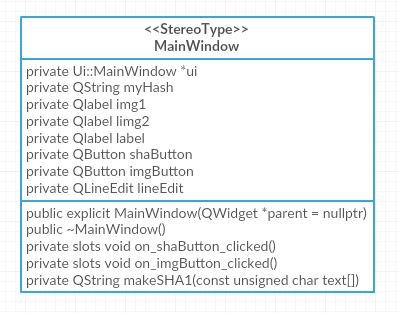 <<StereoType>>
MainWindow
private Ui::MainWindow *ui
private QString myHash
private Qlabel img1
private Qlabel limg2
private Qlabel label
private QButton shaButton
private QButton imgButton
private QLineEdit lineEdit
public explicit MainWindow(QWidget *parent = nullptr)
public ~MainWindow()
private slots void on_shaButton_clicked()
private slots void on_imgButton_clicked()
private QString makeSHA1(const unsigned char text[])